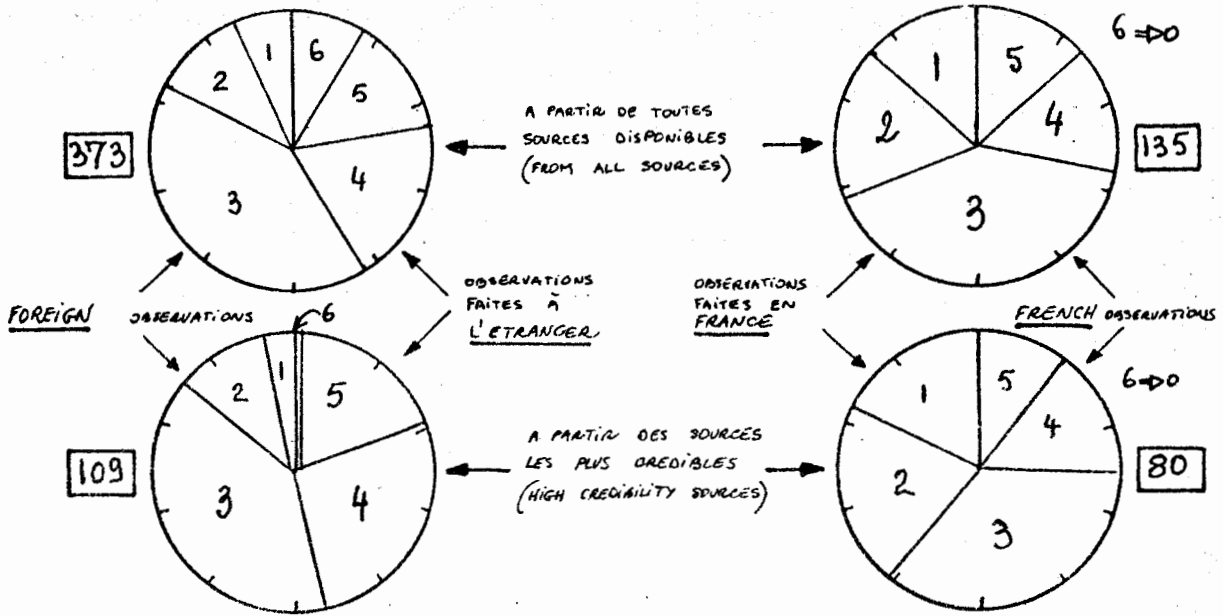 1
6
2
5
3
4
373
A PARTIR DE TOUTES
SOURCES DISPONIBLES
(FROM ALL SOURCES)
1
5
2
4
3
6 ⇒ 0
135
FOREIGN OBSERVATIONS
OBSERVATIONS
FAITES À
L'ETRANGER
OBSERVATIONS
FAITES EN
FRANCE
FRENCH OBSERVATIONS
6
1
2
5
3
4
109
A PARTIR DES SOURCES
LES PLUS CREDIBLES
(HIGH CREDIBILITY SOURCES)
1
5
2
4
3
6 ⇒ 0
80